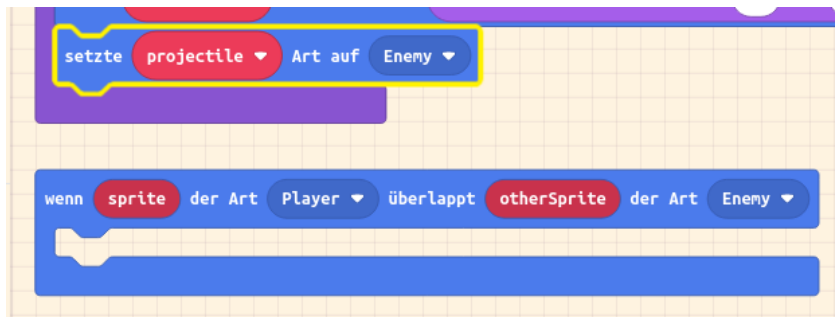 setzte projectile Art auf Enemy
wenn sprite der Art Player überlappt otherSprite der Art Enemy